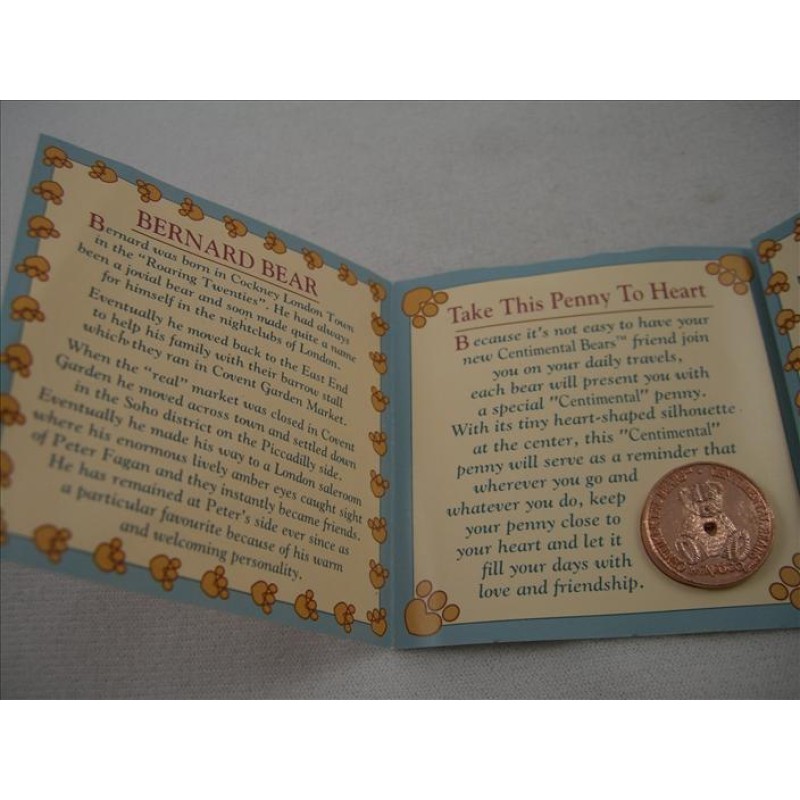 BERNARD BEAR
Bernard was born in Cockney London Town
in the "Roaring Twenties". He had always
been a jovial bear and soon made quite a name
for himself in the nightclubs of London.
Eventually he moved back to the East End
to help his family with their barrow stall
which they ran in Covent Garden Market.
When the "real" market was closed in Covent
Garden he moved across town and settled down
in the Soho district on the Piccadilly side.
Eventually he made his way to a London saleroom
where his enormous lively amber eyes caught sight
of Peter Fagan and they instantly became friends.
He has remained at Peter's side ever since as
a particular favourite because of his warm
and welcoming personality.
Take This Penny To Heart
Because it's not easy to have your
new Centimental Bears™ friend join
you on your daily travels,
each bear will present you with
a special "Centimental" penny.
With its tiny heart-shaped silhouette
at the center, this "Centimental"
penny will serve as a reminder that
wherever you go and
whatever you do, keep
your penny close to
your heart and let it
fill your days with
love and friendship.